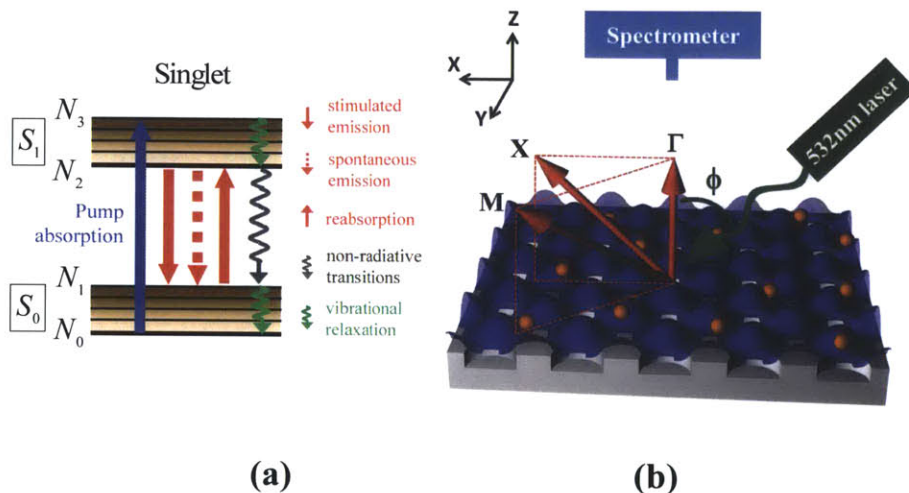 Singlet
N₃
S₁
N₂
Pump
absorption
N₁
S₀
N₀
stimulated
emission
spontaneous
emission
reabsorption
non-radiative
transitions
vibrational
relaxation
(a)
Spectrometer
Z
X
Y
532nm laser
X
Γ
ϕ
M
(b)